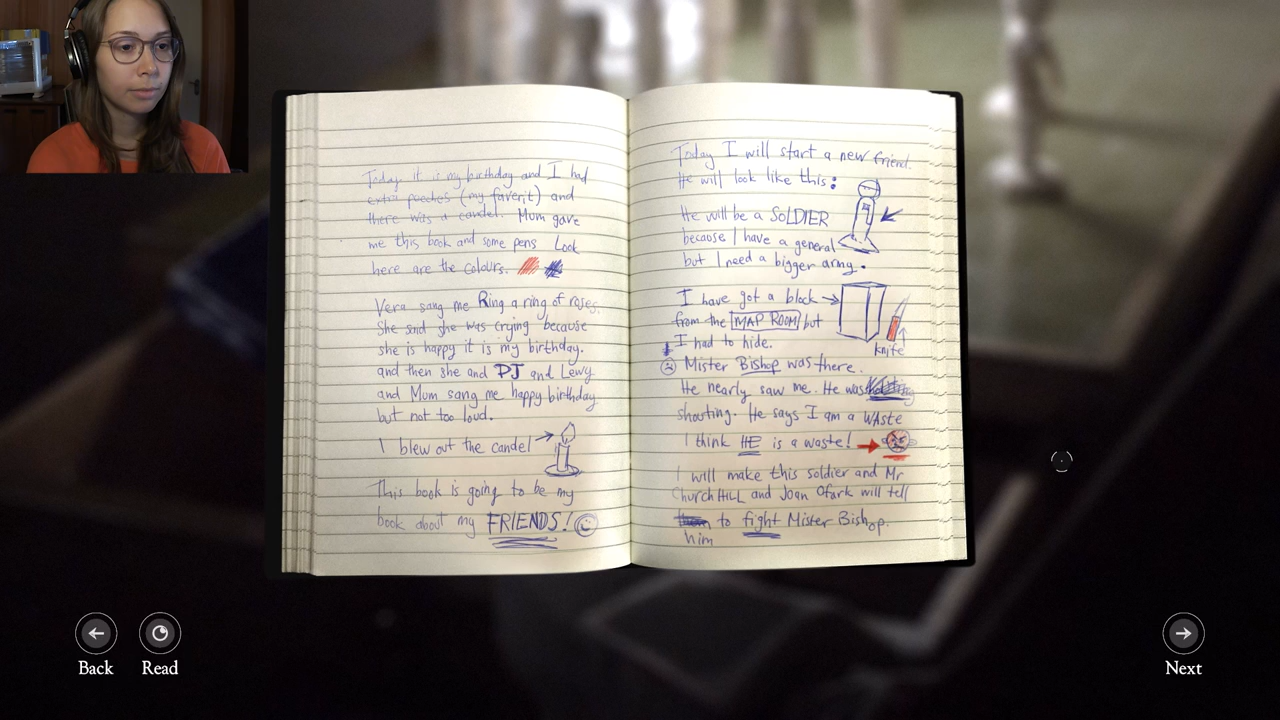 Today it is my birthday and I had
extra peeches (my faverit) and
there was a candel. Mum gave
me this book and some pens Look
here are the colours.
Vera sang me Ring a ring of roses.
She said she was crying because
she is happy it is my birthday.
and then she and PJ and Lewy
and Mum sang me happy birthday
but not too loud.
I blew out the candel
This book is going to be my
book about my FRIENDS!
Today I will start a new friend.
He will look like this:
He will be a SOLDIER
because I have a general
but I need a bigger army.
I have got a block
from the MAP ROOM but
I had to hide.
knife
Mister Bishop was there.
He nearly saw me. He was
shouting. He says I am a WAste
I think HE is a waste!
I will make this soldier and Mr
ChurchHILL and Joan Ofark will tell
to fight Mister Bishop.
him
Back
Read
Next